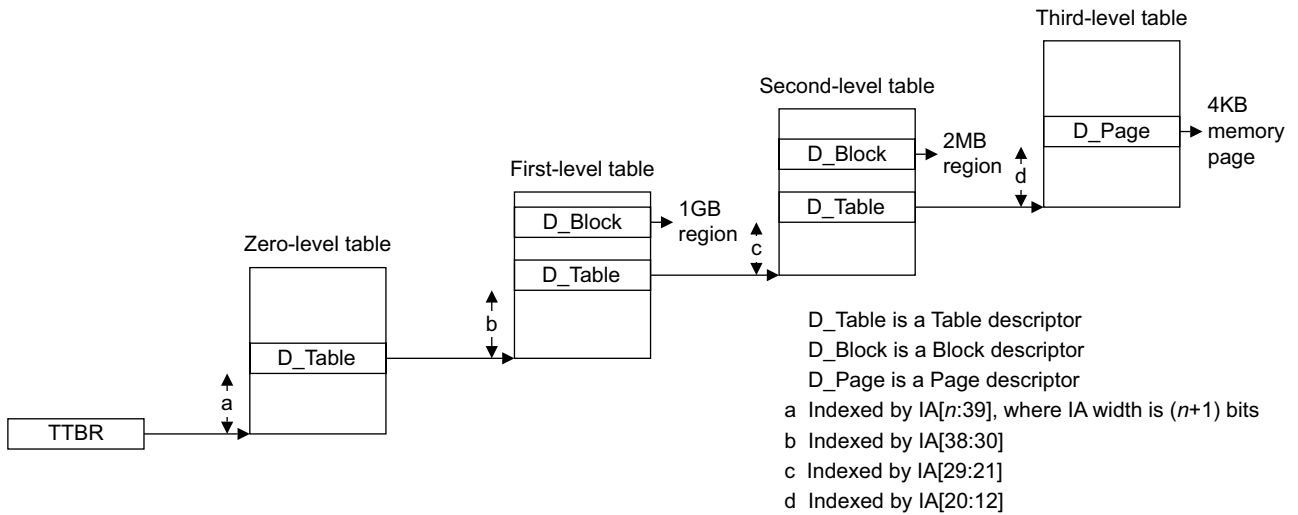 Third-level table
Second-level table
4KB
memory
page
D_Page
D_Block
2MB
region
d
First-level table
D_Table
D_Block
1GB
region
c
Zero-level table
D_Table
b
D_Table is a Table descriptor
D_Block is a Block descriptor
D_Page is a Page descriptor
D_Table
a
a Indexed by IA[n:39], where IA width is (n+1) bits
TTBR
b Indexed by IA[38:30]
c Indexed by IA[29:21]
d Indexed by IA[20:12]